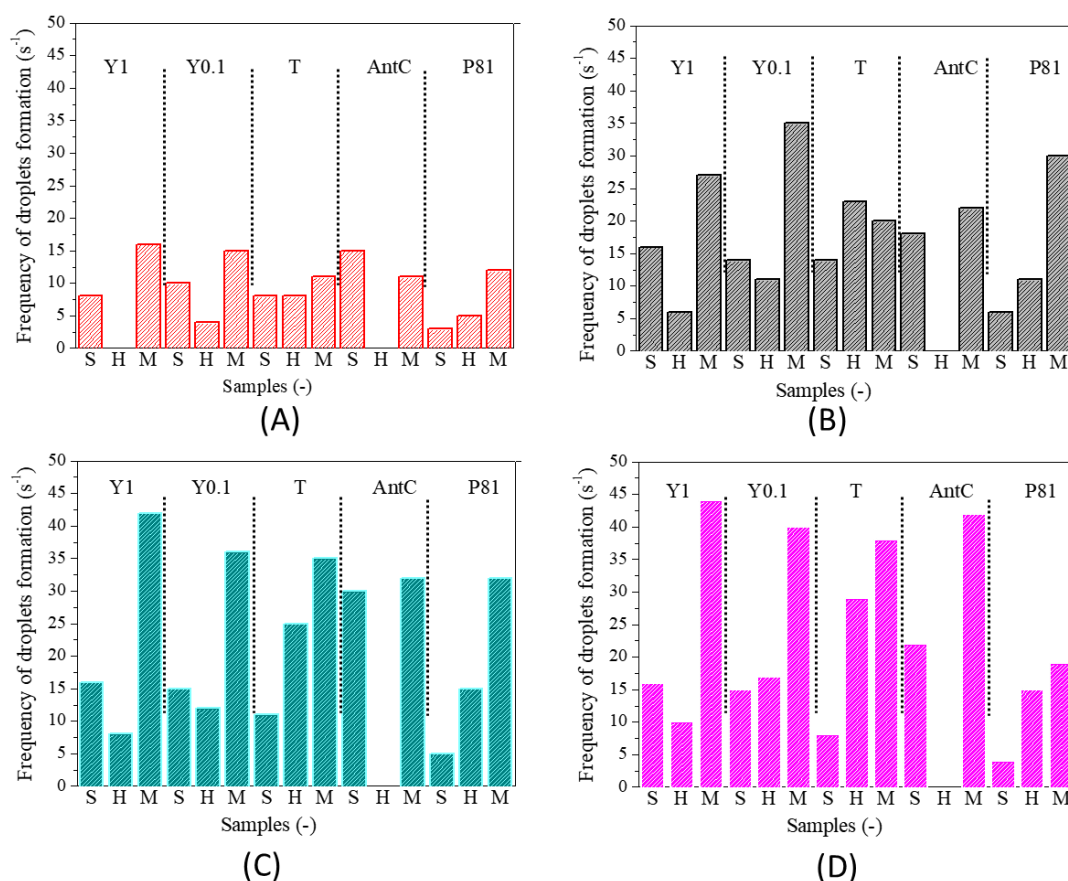 Frequency of droplets formation (s⁻¹)
50
45
40
35
30
25
20
15
10
5
0
Y1 Y0.1 T AntC P81
S H M S H M S H M S H M S H M
Samples (-)
(A)
Frequency of droplets formation (s⁻¹)
50
45
40
35
30
25
20
15
10
5
0
Y1 Y0.1 T AntC P81
S H M S H M S H M S H M S H M
Samples (-)
(B)
Frequency of droplets formation (s⁻¹)
50
45
40
35
30
25
20
15
10
5
0
Y1 Y0.1 T AntC P81
S H M S H M S H M S H M S H M
Samples (-)
(C)
Frequency of droplets formation (s⁻¹)
50
45
40
35
30
25
20
15
10
5
0
Y1 Y0.1 T AntC P81
S H M S H M S H M S H M S H M
Samples (-)
(D)